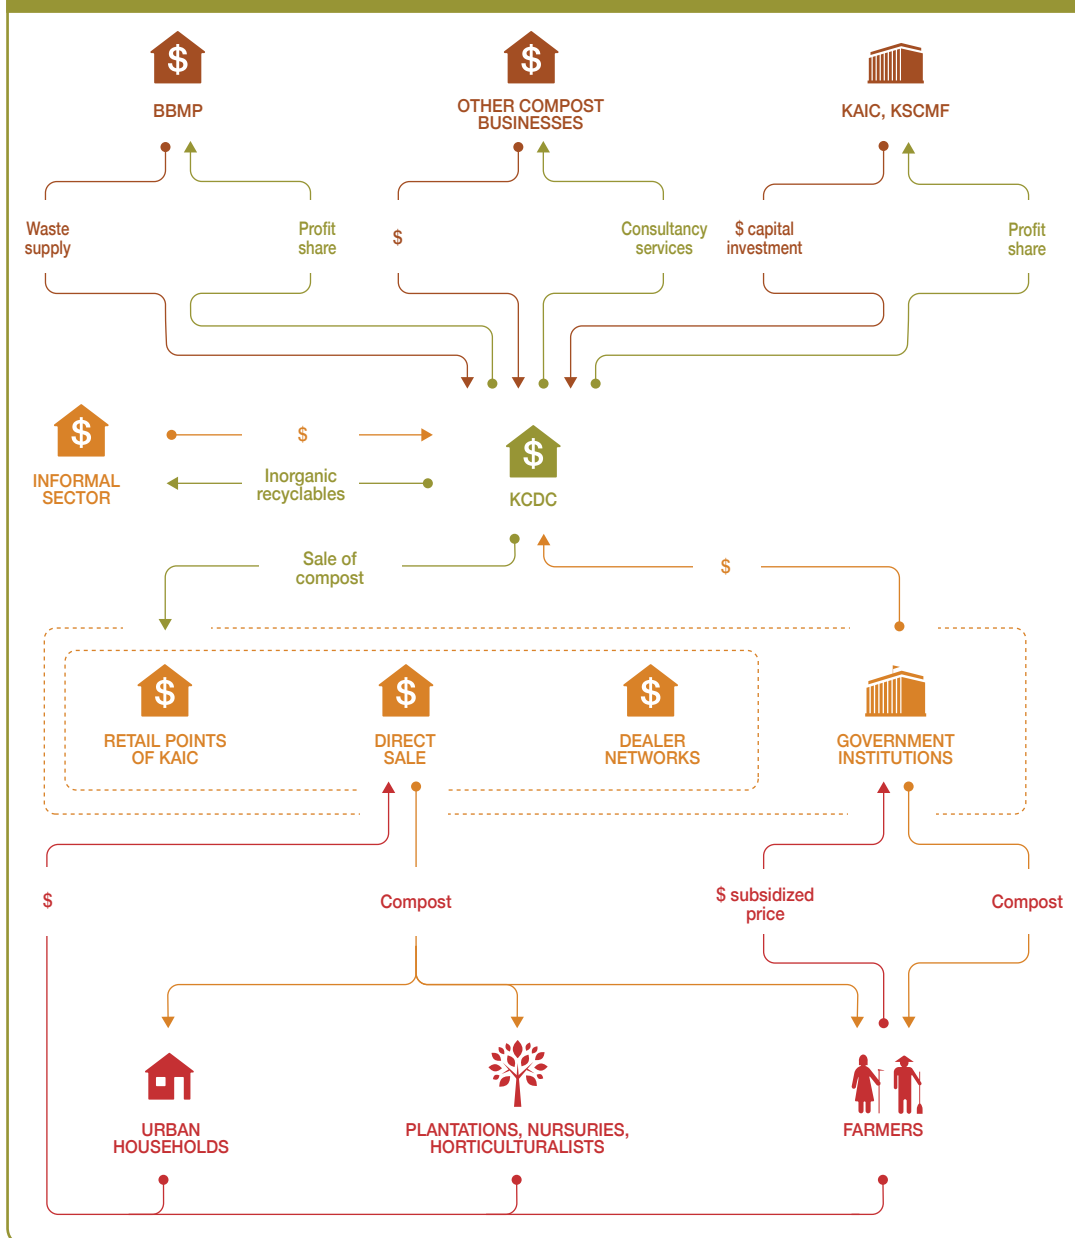 $
BBMP
$
OTHER COMPOST
BUSINESSES
KAIC, KSCMF
Waste
supply
Profit
share
$
Consultancy
services
$ capital
investment
Profit
share
$
INFORMAL
SECTOR
$
Inorganic
recyclables
$
KCDC
Sale of
compost
$
$
RETAIL POINTS
OF KAIC
$
DIRECT
SALE
$
DEALER
NETWORKS
GOVERNMENT
INSTITUTIONS
$
Compost
$ subsidized
price
Compost
URBAN
HOUSEHOLDS
PLANTATIONS, NURSURIES,
HORTICULTURALISTS
FARMERS